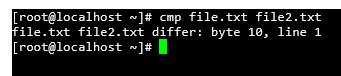 [root@localhost ~]# cmp file.txt file2.txt
file.txt file2.txt differ: byte 10, line 1
[root@localhost ~]#